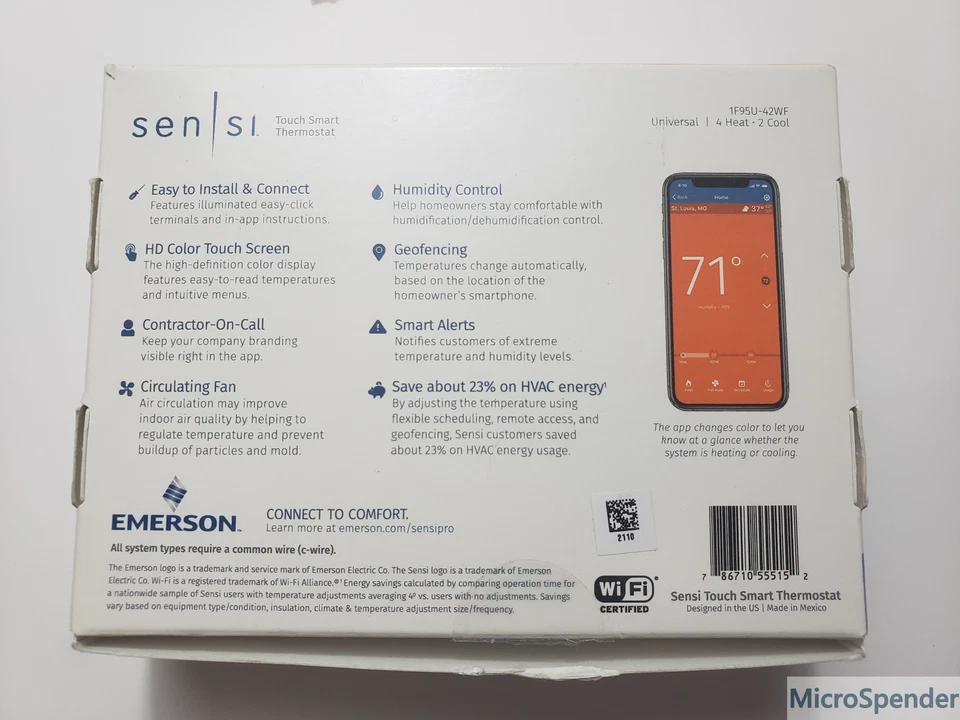 sensi
Touch Smart
Thermostat
1F95U-42WF
Universal | 4 Heat • 2 Cool
Easy to Install & Connect
Features illuminated easy-click
terminals and in-app instructions.
HD Color Touch Screen
The high-definition color display
features easy-to-read temperatures
and intuitive menus.
Contractor-On-Call
Keep your company branding
visible right in the app.
Circulating Fan
Air circulation may improve
indoor air quality by helping to
regulate temperature and prevent
buildup of particles and mold.
Humidity Control
Help homeowners stay comfortable with
humidification/dehumidification control.
Geofencing
Temperatures change automatically,
based on the location of the
homeowner's smartphone.
Smart Alerts
Notifies customers of extreme
temperature and humidity levels.
Save about 23% on HVAC energy¹
By adjusting the temperature using
flexible scheduling, remote access, and
geofencing, Sensi customers saved
about 23% on HVAC energy usage.
Back Home
St. Louis, MO 37°
71°
The app changes color to let you
know at a glance whether the
system is heating or cooling.
EMERSON™
CONNECT TO COMFORT.
Learn more at emerson.com/sensipro
All system types require a common wire (c-wire).
The Emerson logo is a trademark and service mark of Emerson Electric Co. The Sensi logo is a trademark of Emerson
Electric Co. Wi-Fi is a registered trademark of Wi-Fi Alliance.®¹ Energy savings calculated by comparing operation time for
a nationwide sample of Sensi users with temperature adjustments averaging 4º vs. users with no adjustments. Savings
vary based on equipment type/condition, insulation, climate & temperature adjustment size/frequency.
2110
Wi Fi
CERTIFIED
7 86710 55515 2
Sensi Touch Smart Thermostat
Designed in the US | Made in Mexico
MicroSpender